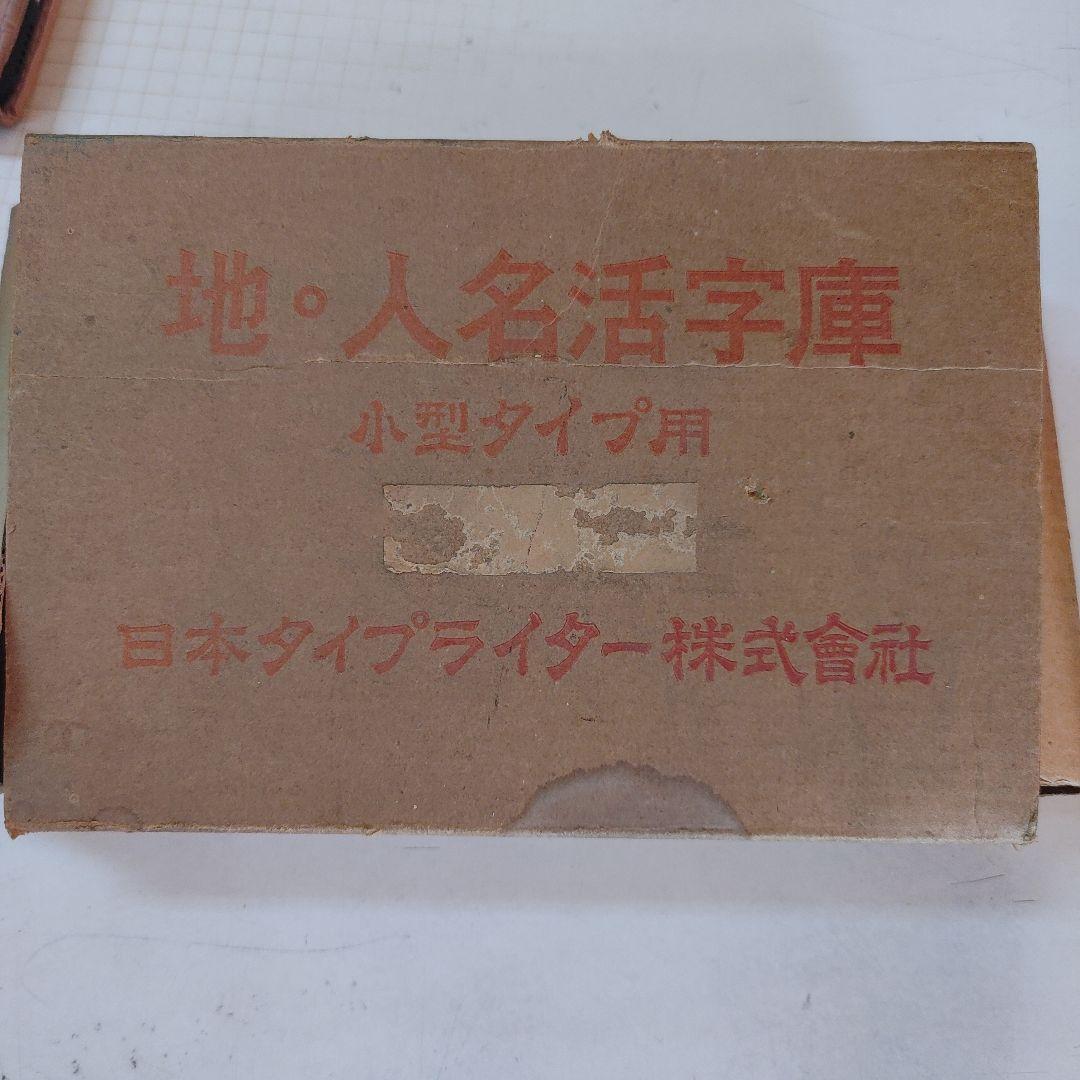 地・人名活字庫
小型タイプ用
日本タイプライター株式會社